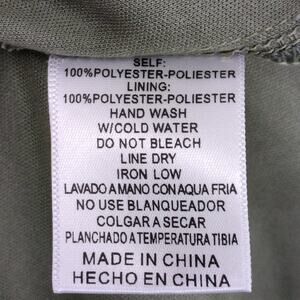 SELF:
100%POLYESTER-POLIESTER
LINING:
100%POLYESTER-POLIESTER
HAND WASH
W/COLD WATER
DO NOT BLEACH
LINE DRY
IRON LOW
LAVADO A MANO CON AQUA FRIA
NO USE BLANQUEADOR
COLGAR A SECAR
PLANCHADO A TEMPERATURA TIBIA
MADE IN CHINA
HECHO EN CHINA